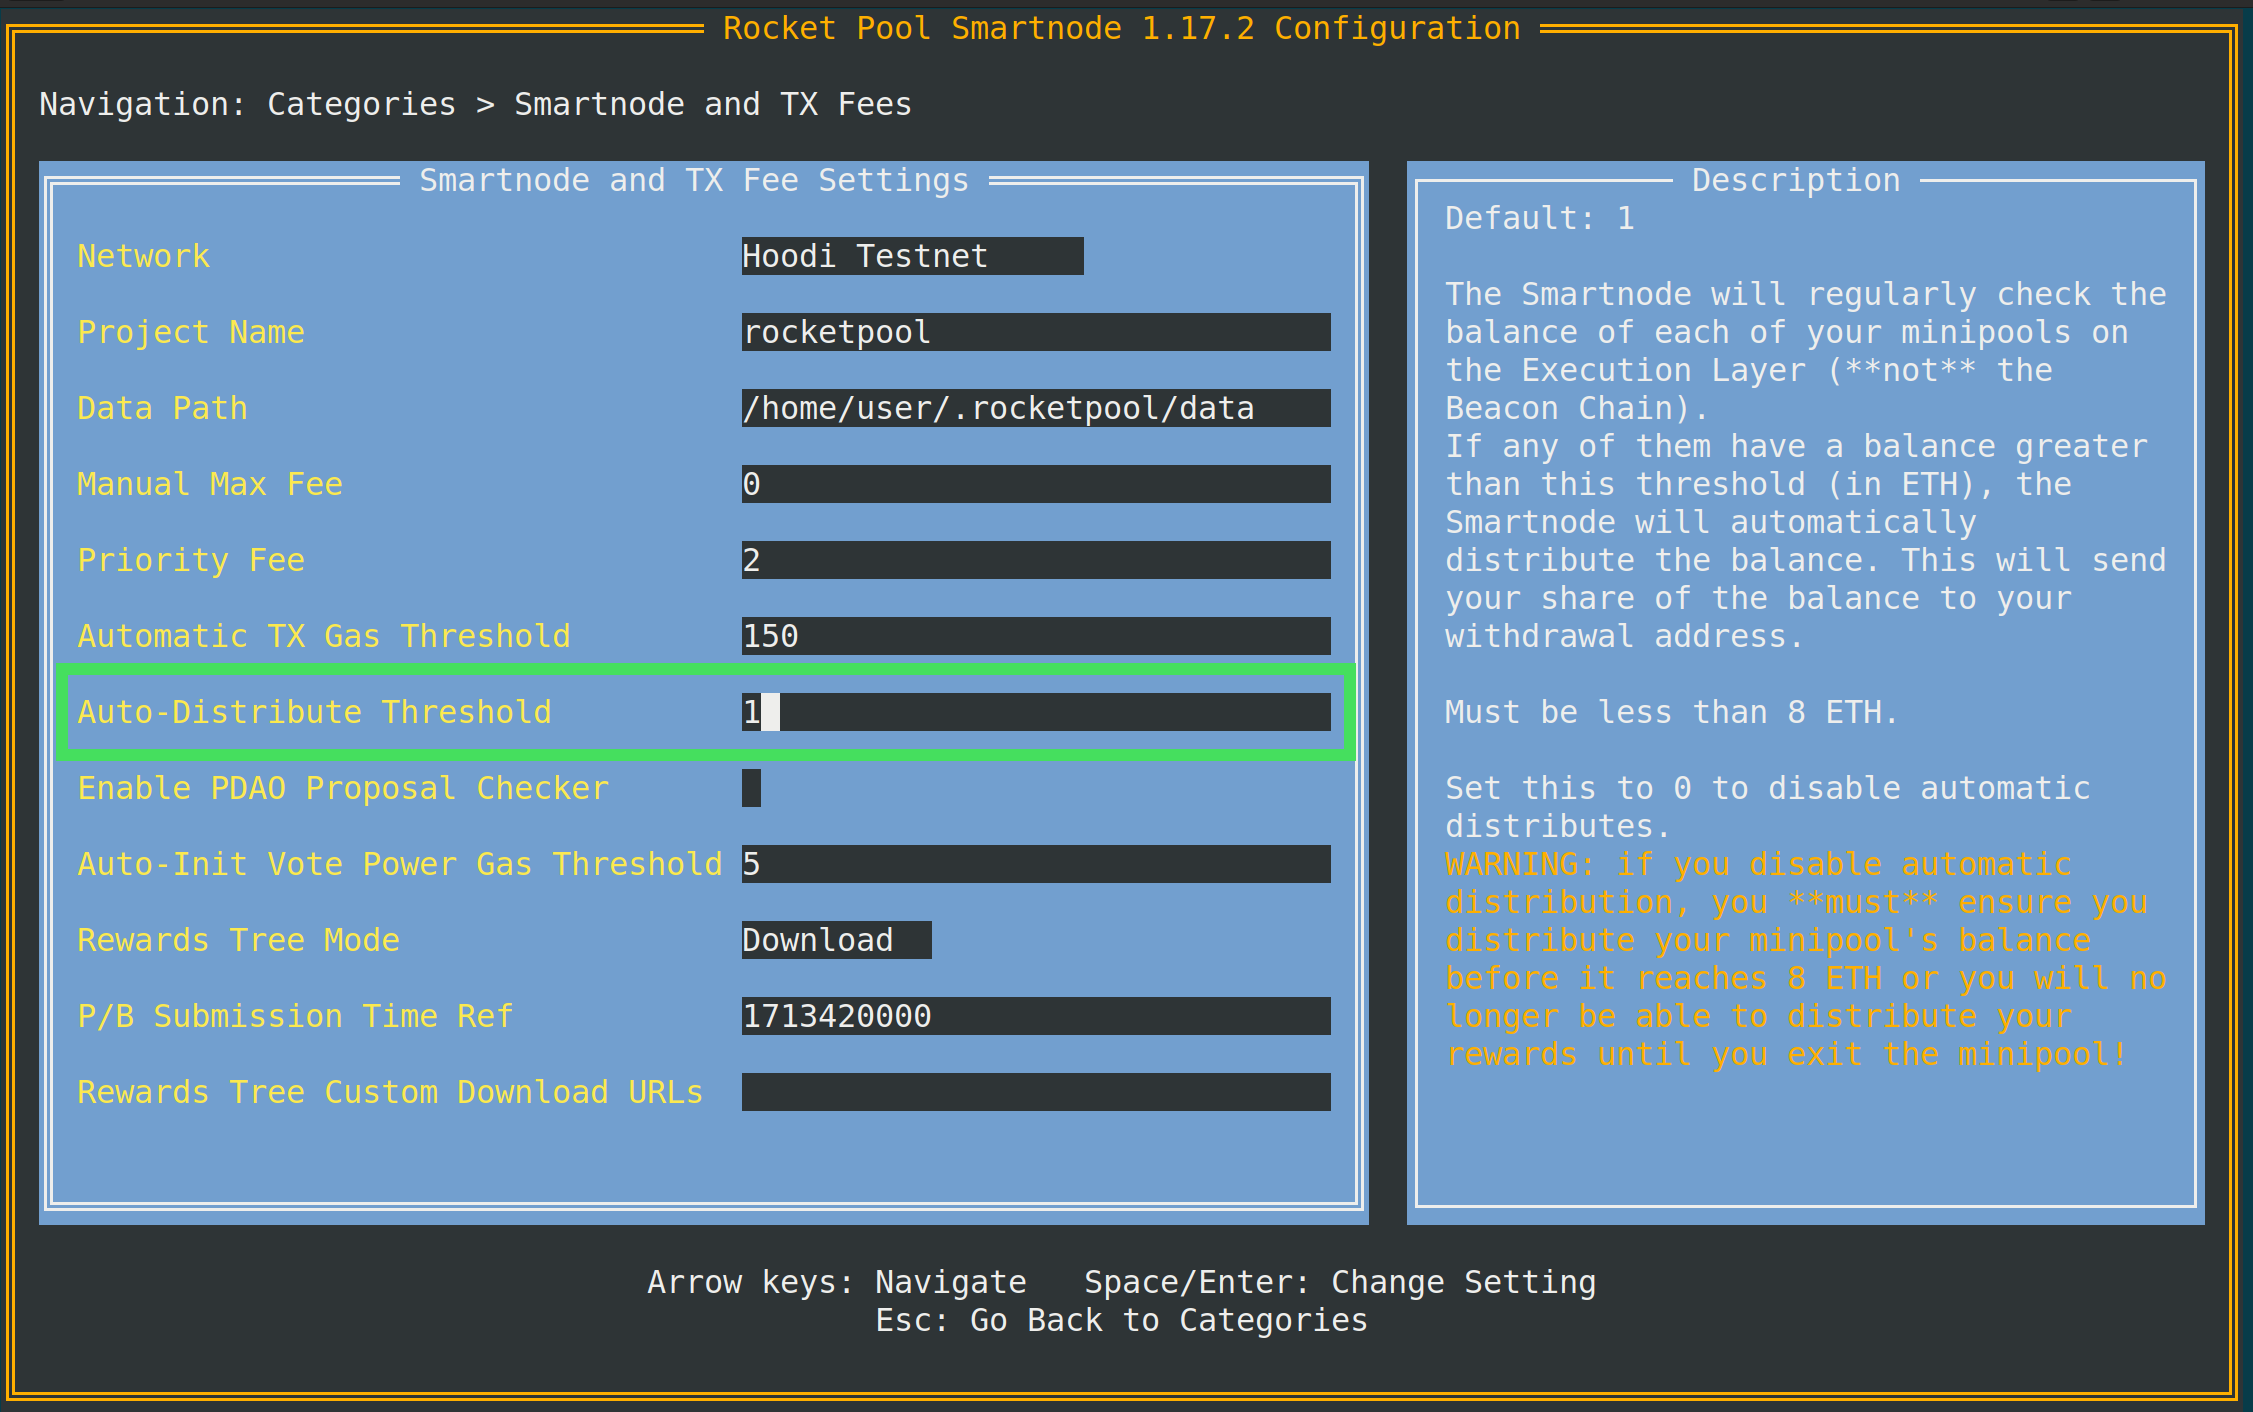 Rocket Pool Smartnode 1.17.2 Configuration
Navigation: Categories > Smartnode and TX Fees
Smartnode and TX Fee Settings
Network Hoodi Testnet
Project Name rocketpool
Data Path /home/user/.rocketpool/data
Manual Max Fee 0
Priority Fee 2
Automatic TX Gas Threshold 150
Auto-Distribute Threshold 1
Enable PDAO Proposal Checker
Auto-Init Vote Power Gas Threshold 5
Rewards Tree Mode Download
P/B Submission Time Ref 1713420000
Rewards Tree Custom Download URLs
Description
Default: 1
The Smartnode will regularly check the
balance of each of your minipools on
the Execution Layer (**not** the
Beacon Chain).
If any of them have a balance greater
than this threshold (in ETH), the
Smartnode will automatically
distribute the balance. This will send
your share of the balance to your
withdrawal address.
Must be less than 8 ETH.
Set this to 0 to disable automatic
distributes.
WARNING: if you disable automatic
distribution, you **must** ensure you
distribute your minipool's balance
before it reaches 8 ETH or you will no
longer be able to distribute your
rewards until you exit the minipool!
Arrow keys: Navigate Space/Enter: Change Setting
Esc: Go Back to Categories